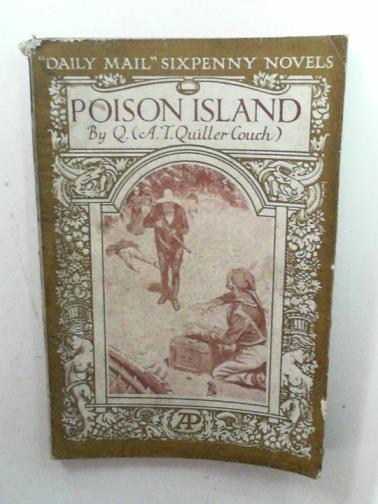 "DAILY MAIL" SIXPENNY NOVELS
POISON ISLAND
By Q. (A. T. Quiller Couch)
AP